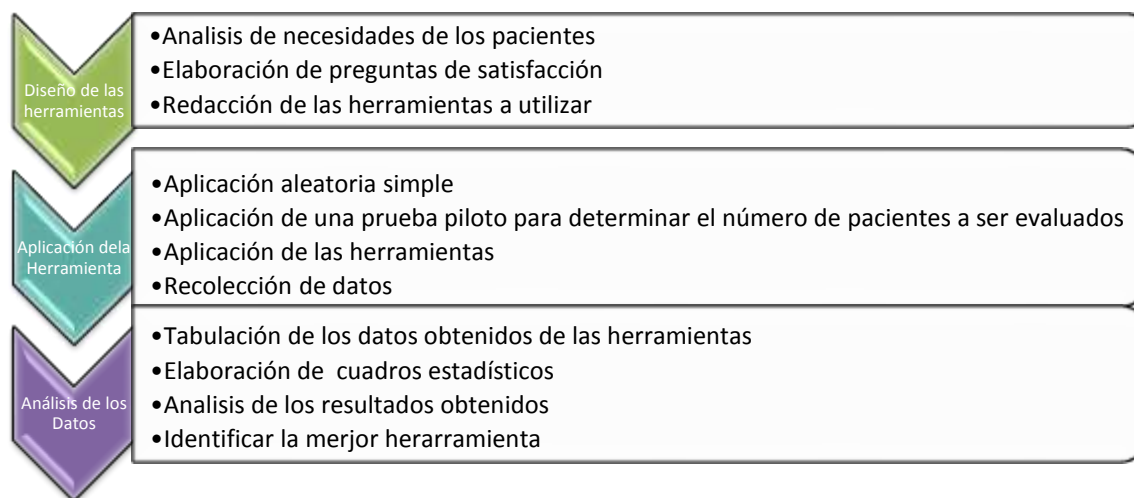 Diseño de las
herramientas
•Analisis de necesidades de los pacientes
•Elaboración de preguntas de satisfacción
•Redacción de las herramientas a utilizar
Aplicación dela
Herramienta
•Aplicación aleatoria simple
•Aplicación de una prueba piloto para determinar el número de pacientes a ser evaluados
•Aplicación de las herramientas
•Recolección de datos
Análisis de los
Datos
•Tabulación de los datos obtenidos de las herramientas
•Elaboración de  cuadros estadísticos
•Analisis de los resultados obtenidos
•Identificar la merjor herarramienta